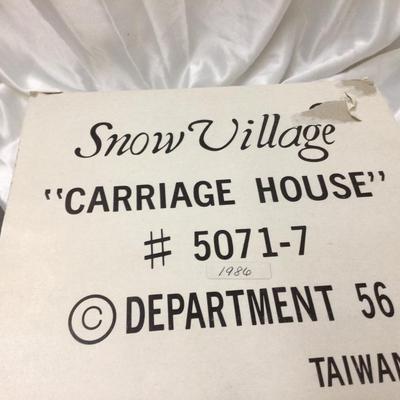 Snow Village
"CARRIAGE HOUSE"
# 5071-7
1986
© DEPARTMENT 56
TAIWAN